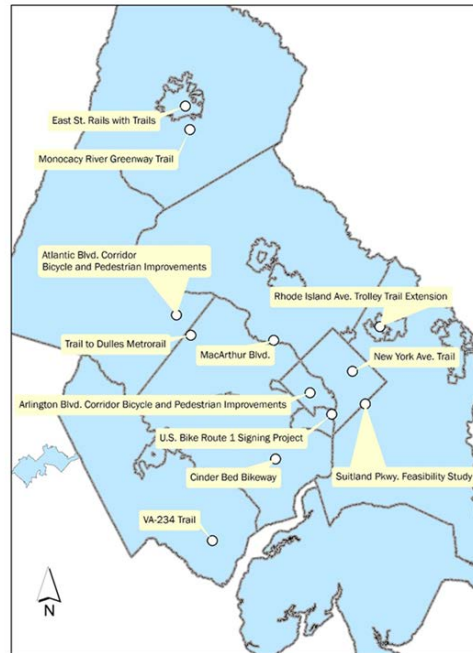 East St. Rails with Trails
Monocacy River Greenway Trail
Atlantic Blvd. Corridor
Bicycle and Pedestrian Improvements
Rhode Island Ave. Trolley Trail Extension
Trail to Dulles Metrorail
MacArthur Blvd.
New York Ave. Trail
Arlington Blvd. Corridor Bicycle and Pedestrian Improvements
U.S. Bike Route 1 Signing Project
Cinder Bed Bikeway
Suitland Pkwy. Feasibility Study
VA-234 Trail
N